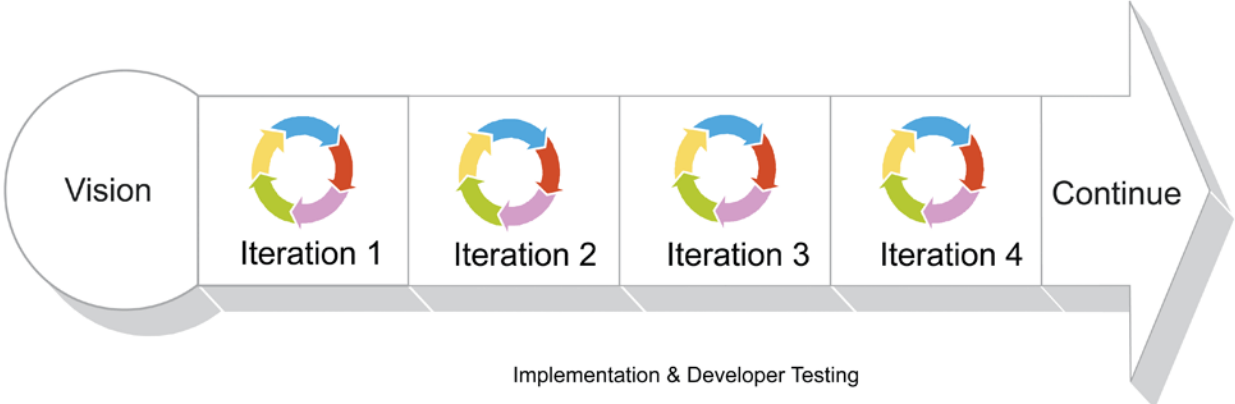 Vision
Iteration 1
Iteration 2
Iteration 3
Iteration 4
Continue
Implementation & Developer Testing